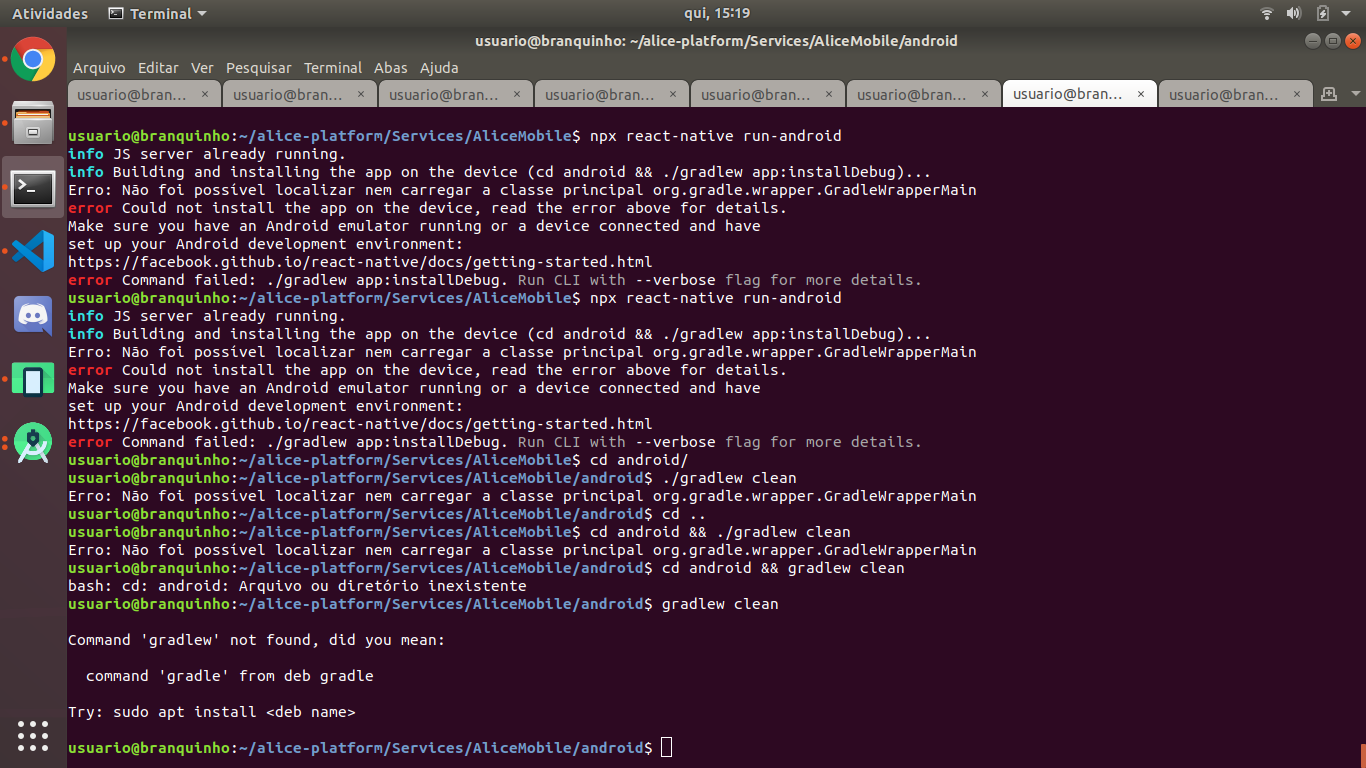 Atividades
Terminal
qui, 15:19
usuario@branquinho: ~/alice-platform/Services/AliceMobile/android
Arquivo Editar Ver Pesquisar Terminal Abas Ajuda
usuario@bran... × usuario@bran... × usuario@bran... × usuario@bran... × usuario@bran... × usuario@bran... × usuario@bran... × usuario@bran... ×
usuario@branquinho:~/alice-platform/Services/AliceMobile$ npx react-native run-android
info JS server already running.
info Building and installing the app on the device (cd android && ./gradlew app:installDebug)...
Erro: Não foi possível localizar nem carregar a classe principal org.gradle.wrapper.GradleWrapperMain
error Could not install the app on the device, read the error above for details.
Make sure you have an Android emulator running or a device connected and have
set up your Android development environment:
https://facebook.github.io/react-native/docs/getting-started.html
error Command failed: ./gradlew app:installDebug. Run CLI with --verbose flag for more details.
usuario@branquinho:~/alice-platform/Services/AliceMobile$ npx react-native run-android
info JS server already running.
info Building and installing the app on the device (cd android && ./gradlew app:installDebug)...
Erro: Não foi possível localizar nem carregar a classe principal org.gradle.wrapper.GradleWrapperMain
error Could not install the app on the device, read the error above for details.
Make sure you have an Android emulator running or a device connected and have
set up your Android development environment:
https://facebook.github.io/react-native/docs/getting-started.html
error Command failed: ./gradlew app:installDebug. Run CLI with --verbose flag for more details.
usuario@branquinho:~/alice-platform/Services/AliceMobile$ cd android/
usuario@branquinho:~/alice-platform/Services/AliceMobile/android$ ./gradlew clean
Erro: Não foi possível localizar nem carregar a classe principal org.gradle.wrapper.GradleWrapperMain
usuario@branquinho:~/alice-platform/Services/AliceMobile/android$ cd ..
usuario@branquinho:~/alice-platform/Services/AliceMobile$ cd android && ./gradlew clean
Erro: Não foi possível localizar nem carregar a classe principal org.gradle.wrapper.GradleWrapperMain
usuario@branquinho:~/alice-platform/Services/AliceMobile/android$ cd android && gradlew clean
bash: cd: android: Arquivo ou diretório inexistente
usuario@branquinho:~/alice-platform/Services/AliceMobile/android$ gradlew clean
Command 'gradlew' not found, did you mean:
command 'gradle' from deb gradle
Try: sudo apt install <deb name>
usuario@branquinho:~/alice-platform/Services/AliceMobile/android$